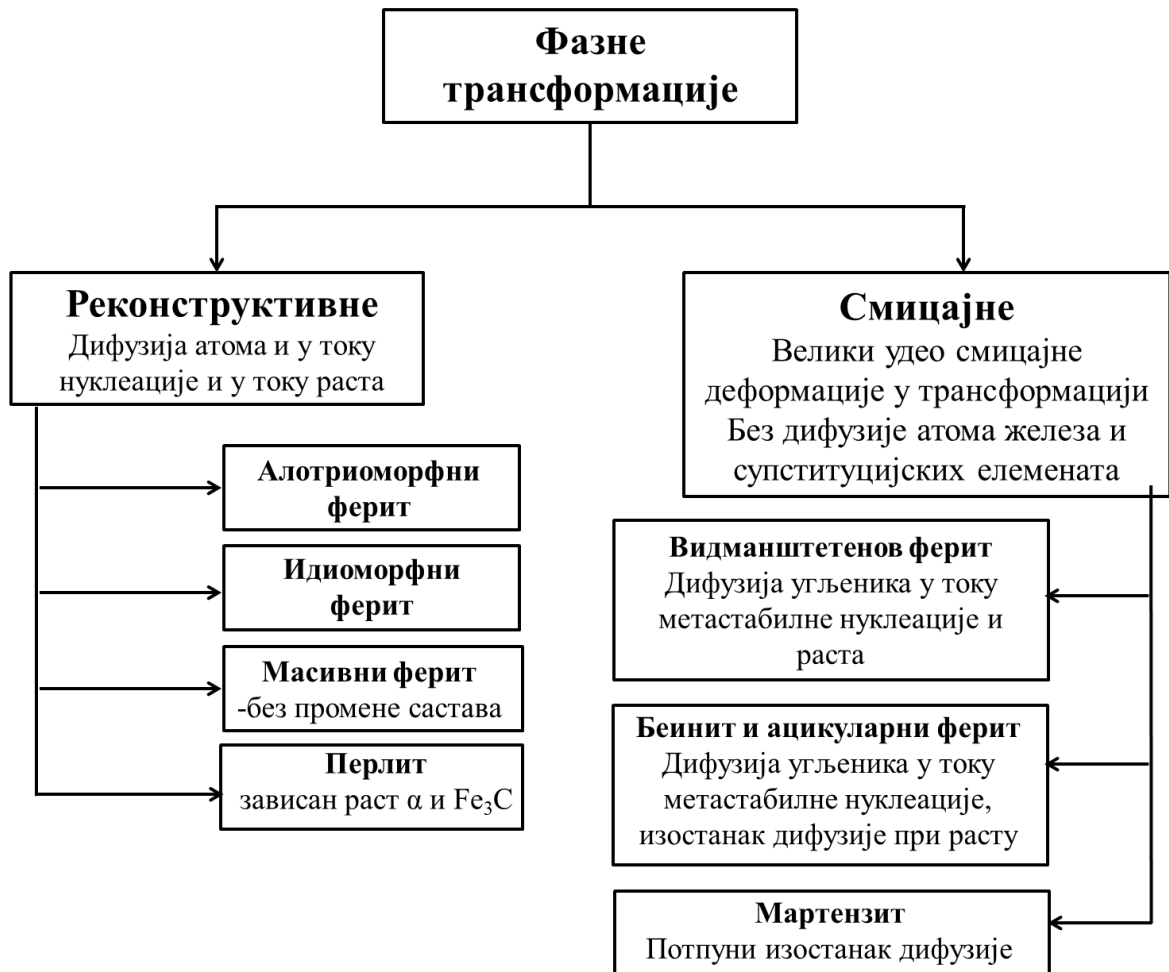 Фазне
трансформације
Реконструктивне
Дифузија атома и у току
нуклеације и у току раста
Алотриоморфни
ферит
Идиоморфни
ферит
Масивни ферит
-без промене састава
Перлит
зависан раст α и Fe₃C
Смицајне
Велики удео смицајне
деформације у трансформацији
Без дифузије атома железа и
супституцијских елемената
Видманштетенов ферит
Дифузија угљеника у току
метастабилне нуклеације и
раста
Беинит и ацикуларни ферит
Дифузија угљеника у току
метастабилне нуклеације,
изостанак дифузије при расту
Мартензит
Потпуни изостанак дифузије